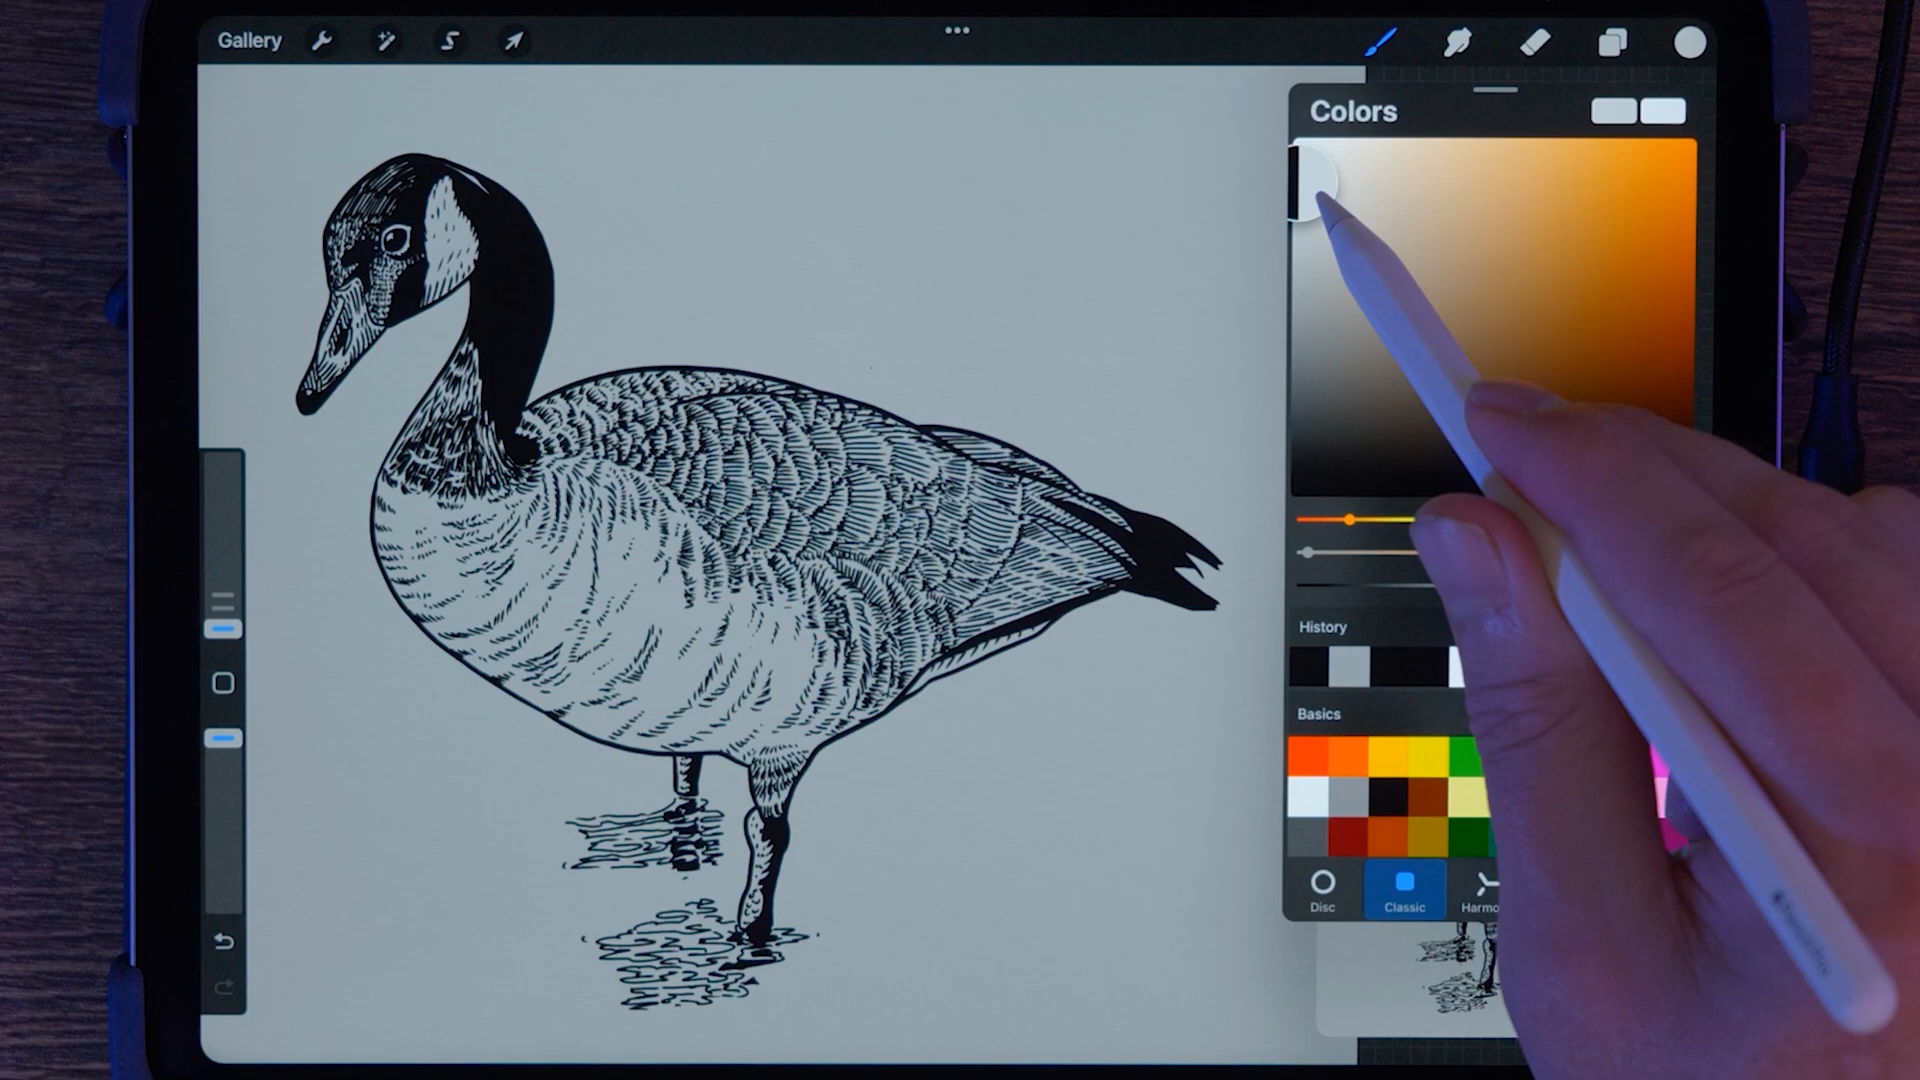 Gallery
Colors
History
Basics
Disc
Classic
Harmo